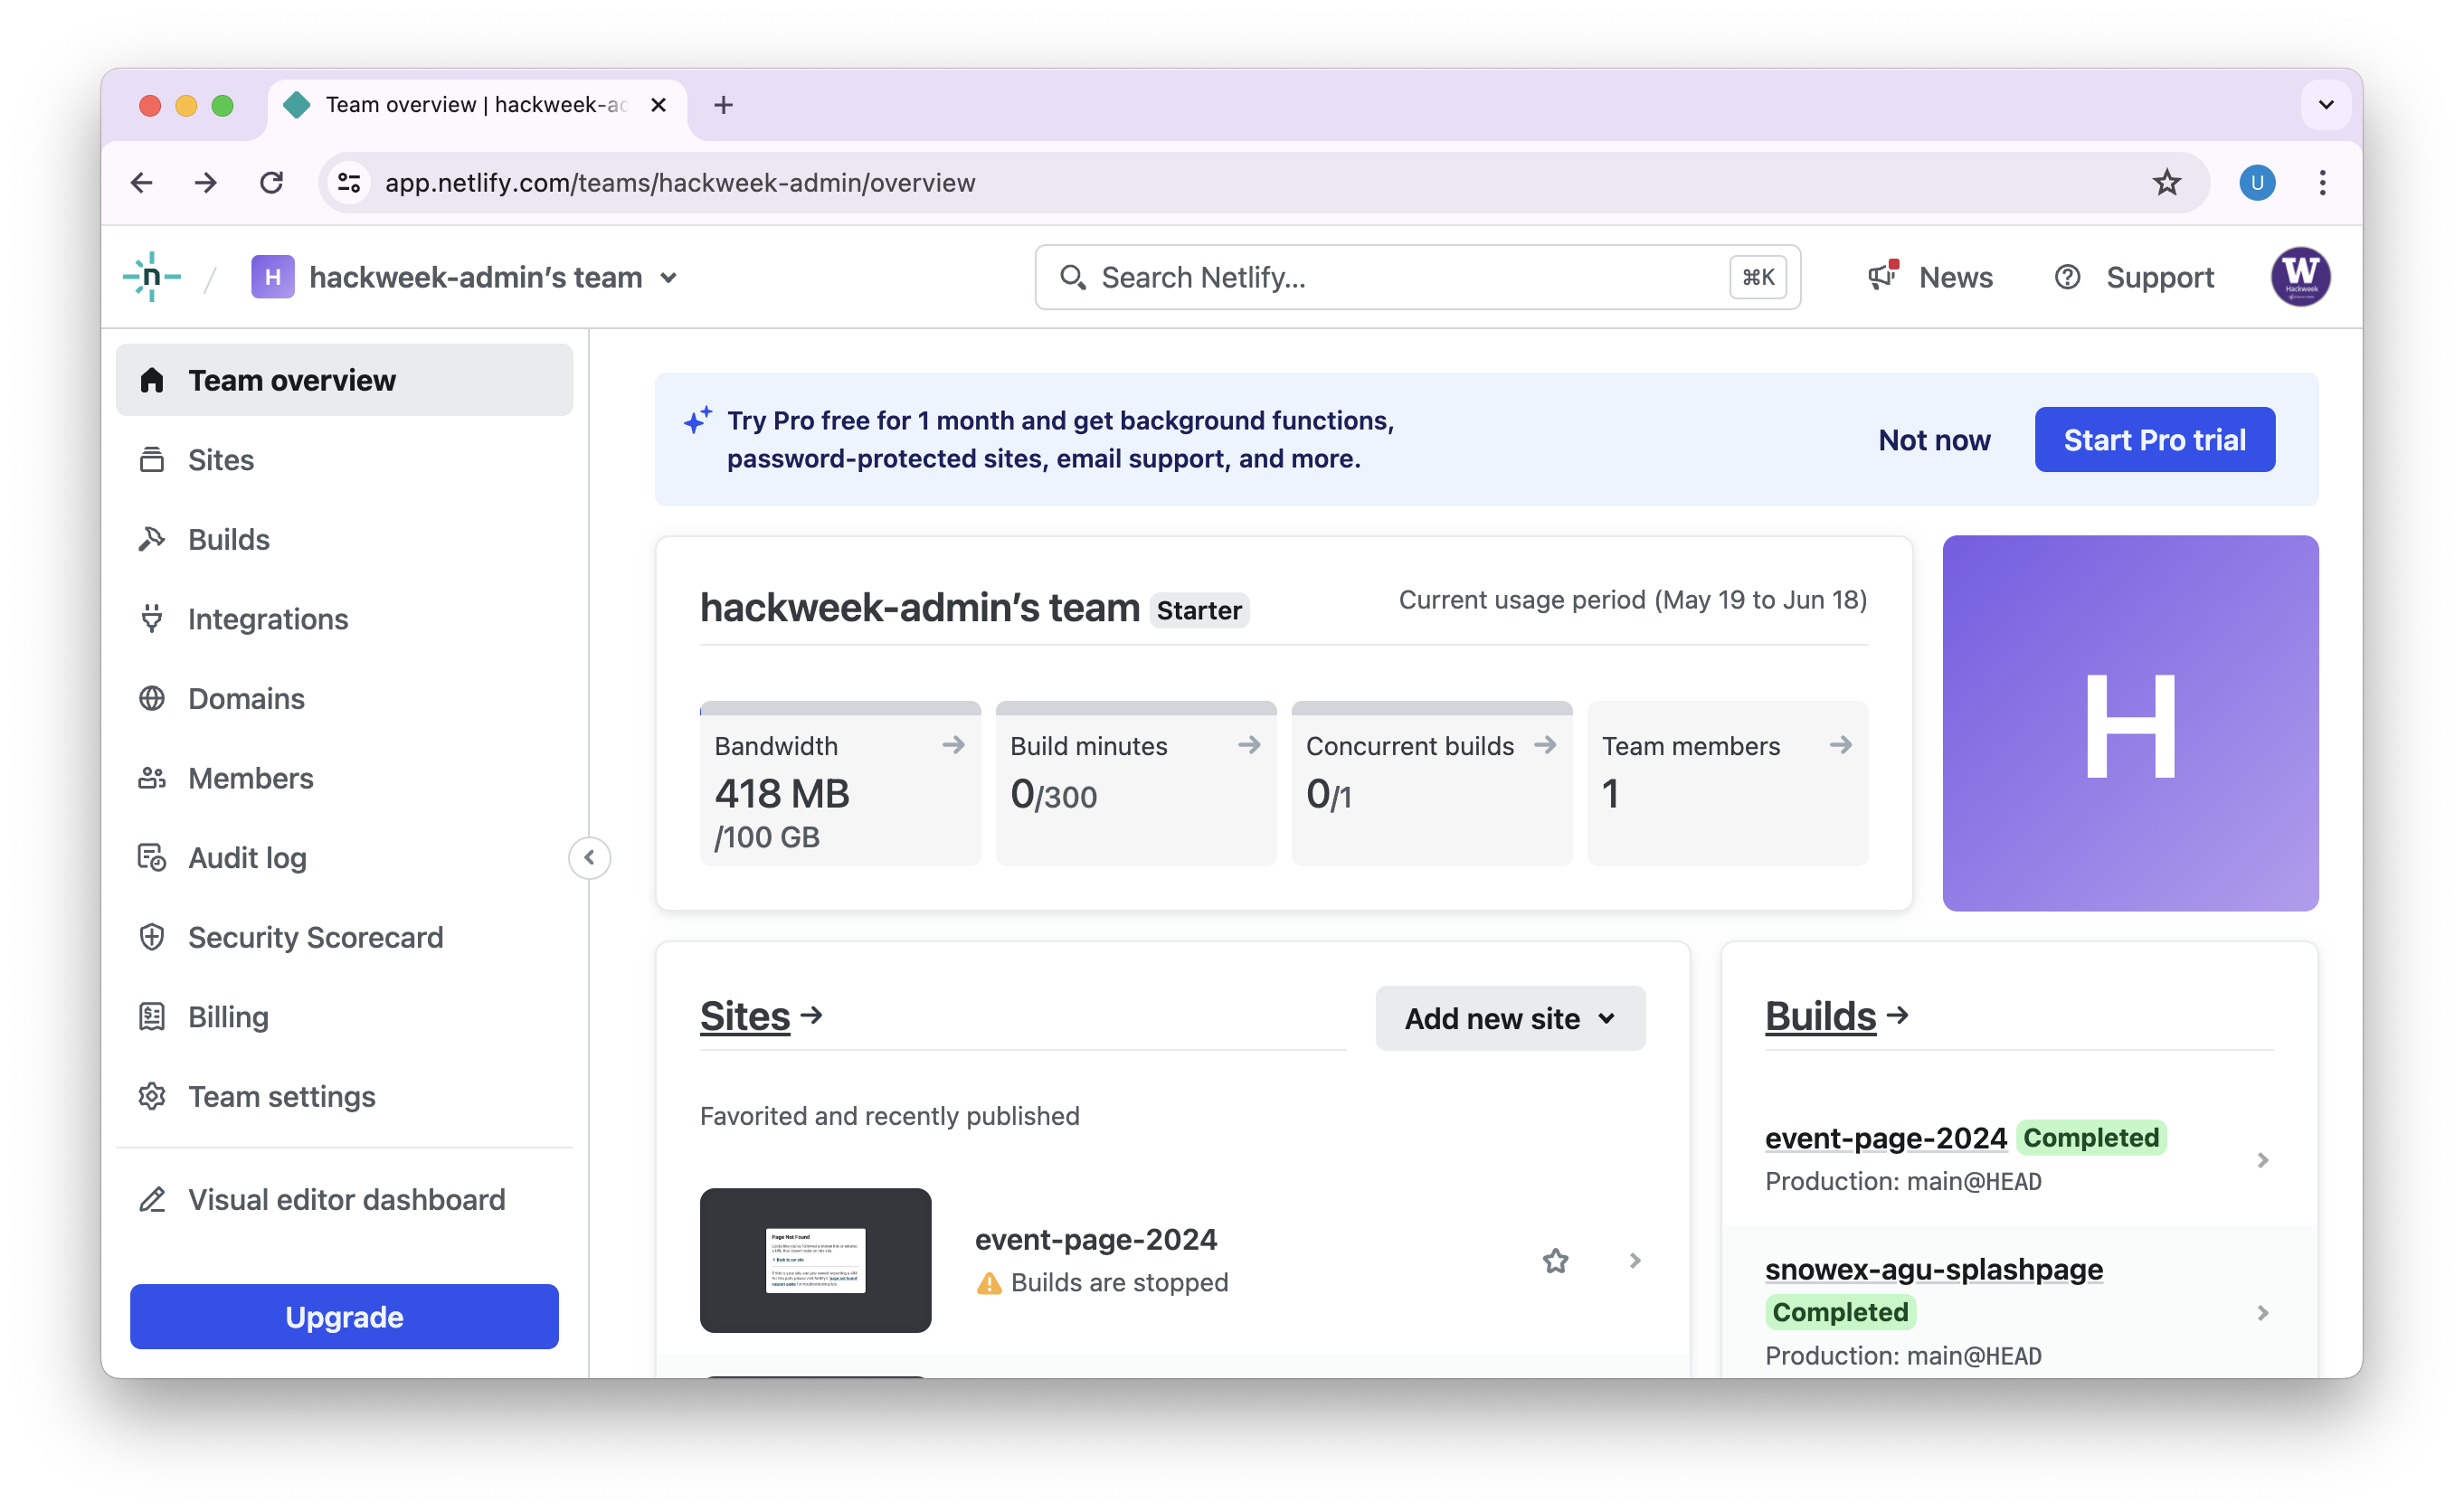 Team overview | hackweek-ad
app.netlify.com/teams/hackweek-admin/overview
U
n
/
H
hackweek-admin’s team
Search Netlify...
⌘K
News
Support
W
Hackweek
Team overview
Sites
Builds
Integrations
Domains
Members
Audit log
Security Scorecard
Billing
Team settings
Visual editor dashboard
Upgrade
Try Pro free for 1 month and get background functions,
password-protected sites, email support, and more.
Not now
Start Pro trial
hackweek-admin’s team Starter
Current usage period (May 19 to Jun 18)
Bandwidth
418 MB
/100 GB
Build minutes
0/300
Concurrent builds
0/1
Team members
1
H
Sites
Add new site
Favorited and recently published
Page Not Found
event-page-2024
Builds are stopped
Builds
event-page-2024 Completed
Production: main@HEAD
snowex-agu-splashpage
Completed
Production: main@HEAD